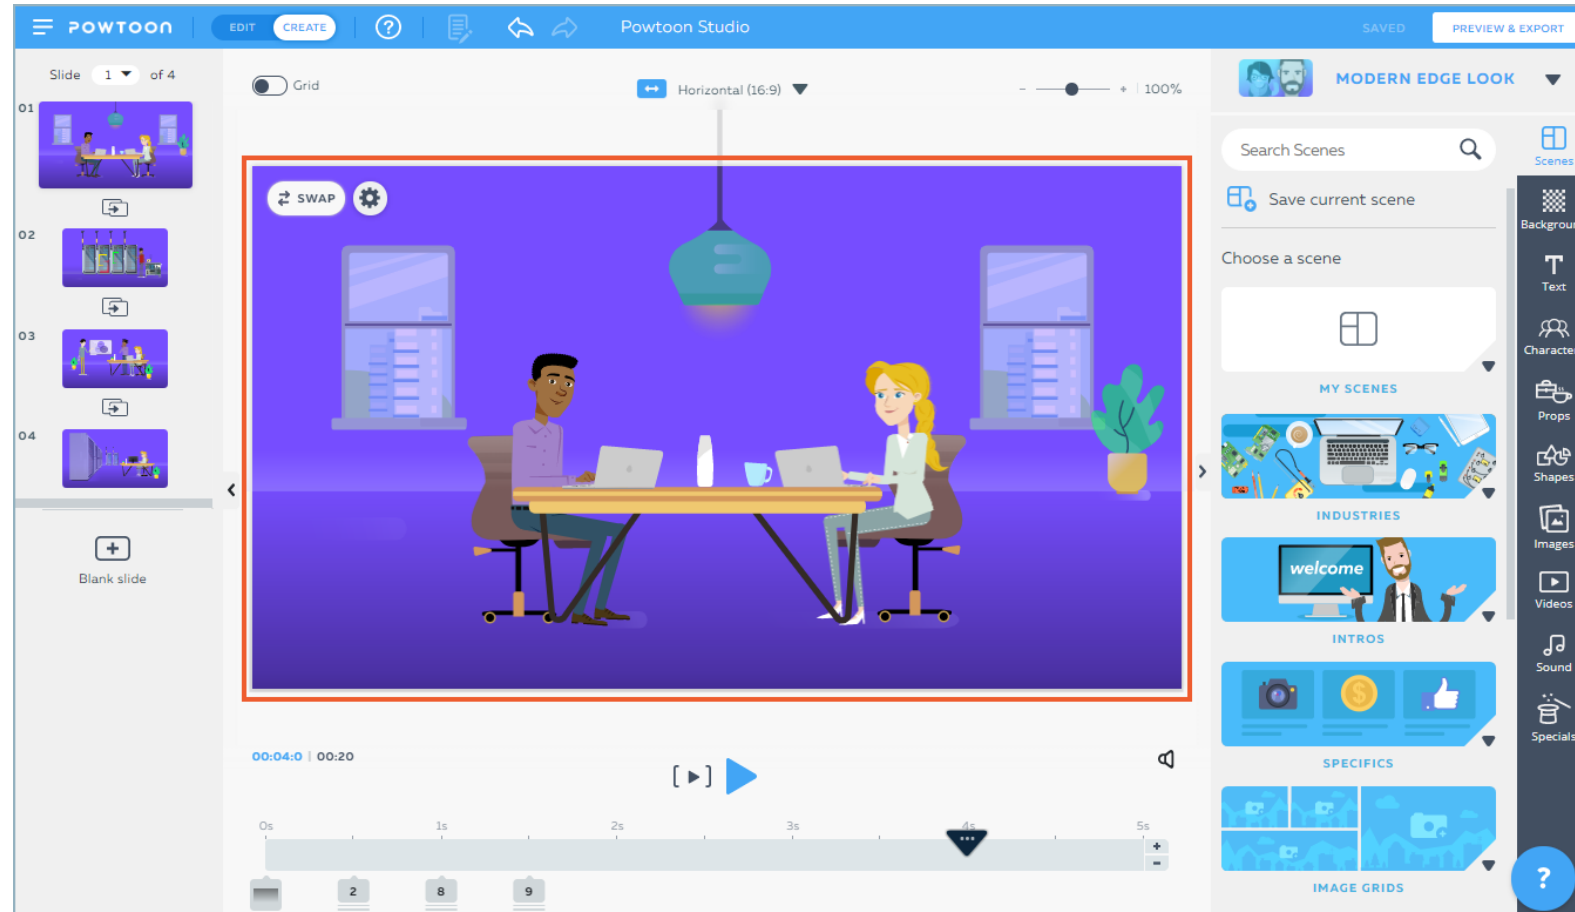 POWTOON
EDIT
CREATE
?
Powtoon Studio
SAVED
PREVIEW & EXPORT
Slide 1 of 4
01
02
03
04
Blank slide
Grid
Horizontal (16:9)
- + 100%
SWAP
00:04:0 | 00:20
0s 1s 2s 3s 4s 5s
+
-
2 8 9
MODERN EDGE LOOK
Search Scenes
Save current scene
Choose a scene
MY SCENES
INDUSTRIES
welcome
INTROS
SPECIFICS
IMAGE GRIDS
Scenes
Backgroun
Text
Character
Props
Shapes
Images
Videos
Sound
Specials
?